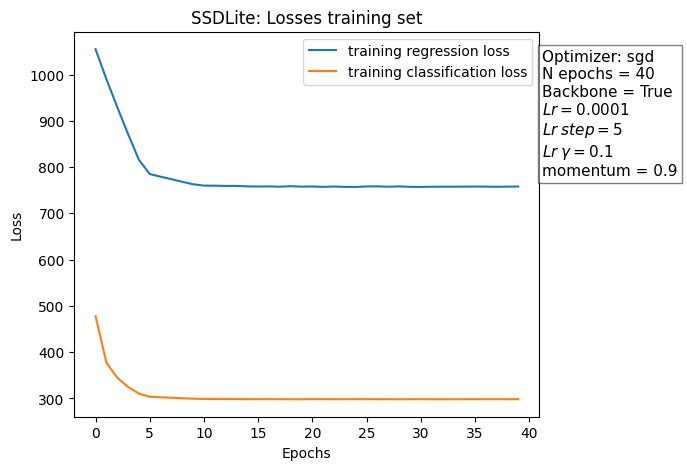 SSDLite: Losses training set
training regression loss
training classification loss
Optimizer: sgd
N epochs = 40
Backbone = True
Lr = 0.0001
Lr step = 5
Lr γ = 0.1
momentum = 0.9
Loss
1000
900
800
700
600
500
400
300
0 5 10 15 20 25 30 35 40
Epochs